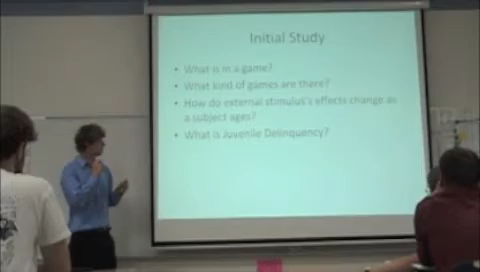 Initial Study
• What is in a game?
• What kind of games are there?
• How do external stimulus's effects change as
a subject ages?
• What is Juvenile Delinquency?